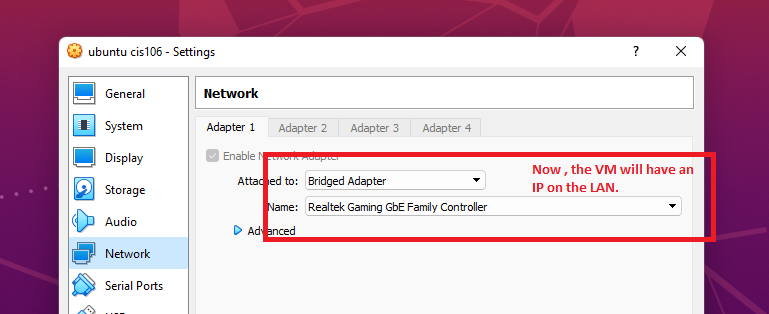 ubuntu cis106 - Settings
?
General
System
Display
Storage
Audio
Network
Serial Ports
Network
Adapter 1
Adapter 2
Adapter 3
Adapter 4
Enable Network Adapter
Attached to: Bridged Adapter
Name: Realtek Gaming GbE Family Controller
Advanced
Now , the VM will have an
IP on the LAN.